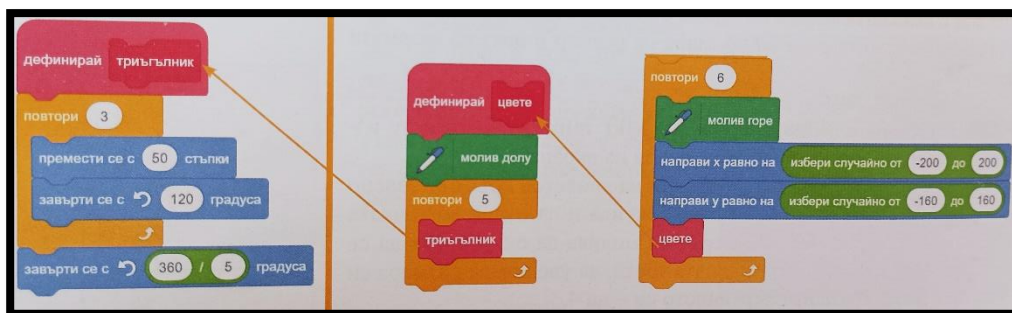 дефинирай триъгълник
повтори 3
премести се с 50 стъпки
завърти се с 120 градуса
завърти се с 360 / 5 градуса
дефинирай цвете
молив долу
повтори 5
триъгълник
повтори 6
молив горе
направи x равно на избери случайно от -200 до 200
направи y равно на избери случайно от -160 до 160
цвете